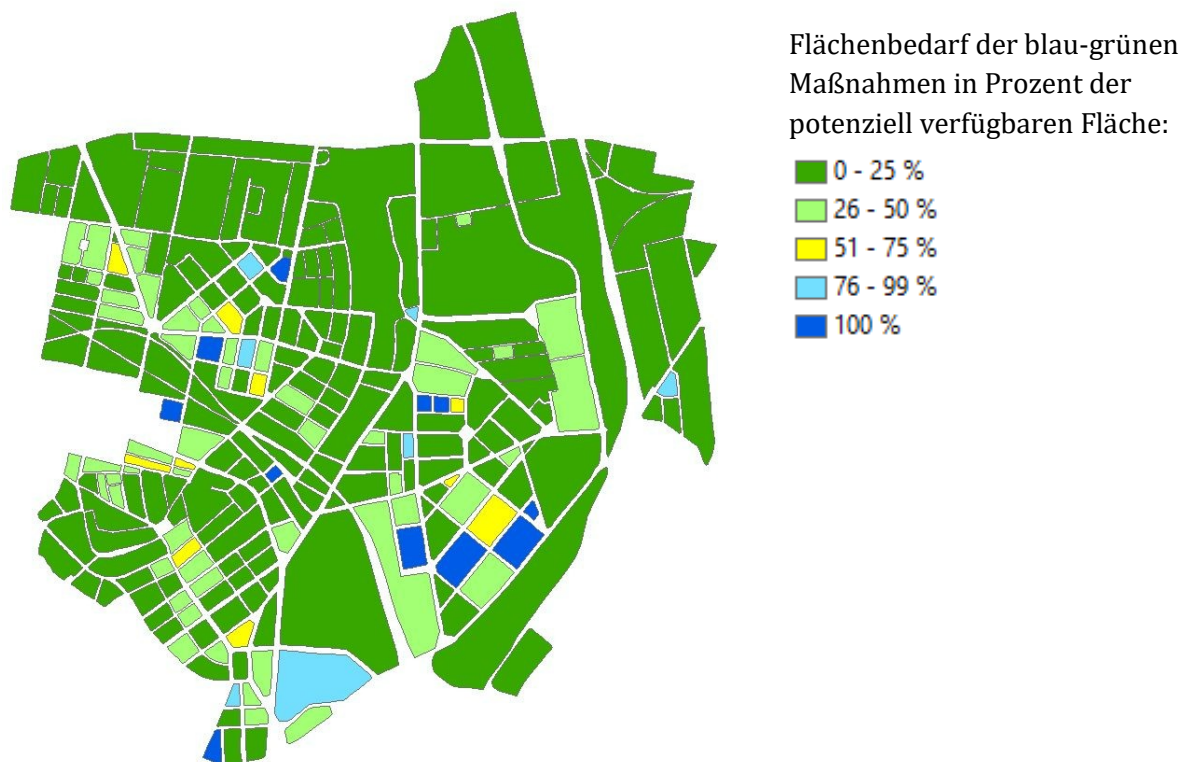 Flächenbedarf der blau-grünen
Maßnahmen in Prozent der
potenziell verfügbaren Fläche:
0 - 25 %
26 - 50 %
51 - 75 %
76 - 99 %
100 %